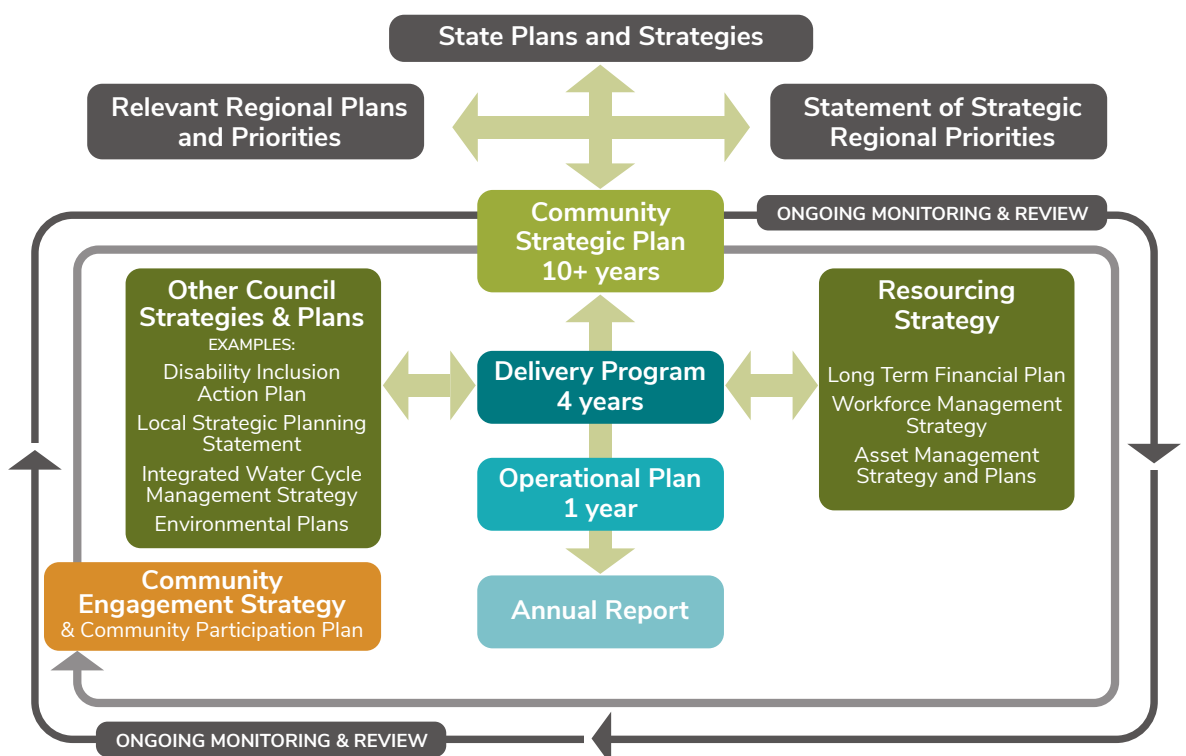 State Plans and Strategies
Relevant Regional Plans
and Priorities
Statement of Strategic
Regional Priorities
Community
Strategic Plan
10+ years
ONGOING MONITORING & REVIEW
Other Council
Strategies & Plans
EXAMPLES:
Disability Inclusion
Action Plan
Local Strategic Planning
Statement
Integrated Water Cycle
Management Strategy
Environmental Plans
Delivery Program
4 years
Operational Plan
1 year
Annual Report
Resourcing
Strategy
Long Term Financial Plan
Workforce Management
Strategy
Asset Management
Strategy and Plans
Community
Engagement Strategy
& Community Participation Plan
ONGOING MONITORING & REVIEW